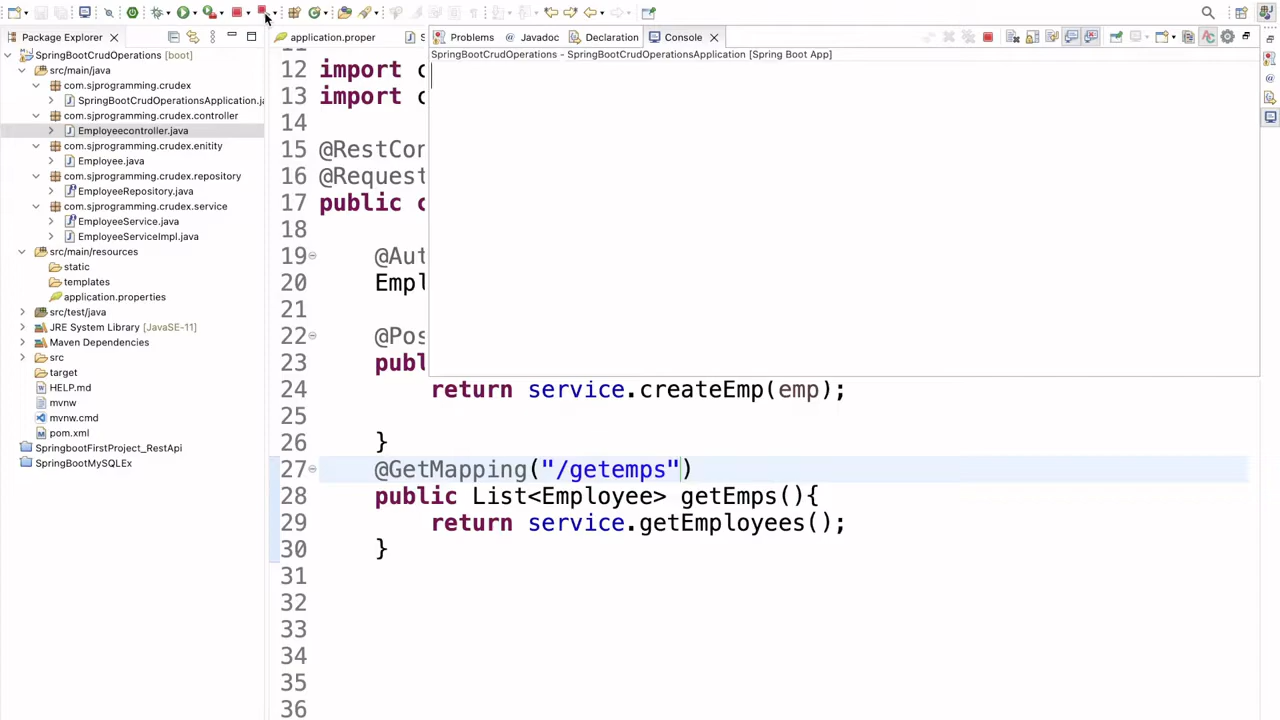 Package Explorer
SpringBootCrudOperations [boot]
src/main/java
com.sjprogramming.crudex
SpringBootCrudOperationsApplication.ja
com.sjprogramming.crudex.controller
Employeecontroller.java
com.sjprogramming.crudex.enitity
Employee.java
com.sjprogramming.crudex.repository
EmployeeRepository.java
com.sjprogramming.crudex.service
EmployeeService.java
EmployeeServiceImpl.java
src/main/resources
static
templates
application.properties
src/test/java
JRE System Library [JavaSE-11]
Maven Dependencies
src
target
HELP.md
mvnw
mvnw.cmd
pom.xml
SpringbootFirstProject_RestApi
SpringBootMySQLEx
application.proper
Problems Javadoc Declaration Console
SpringBootCrudOperations - SpringBootCrudOperationsApplication [Spring Boot App]
12 import c
13 import c
14
15 @RestCon
16 @Request
17 public c
18
19 @Aut
20 Empl
21
22 @Pos
23 publ
24 return service.createEmp(emp);
25
26 }
27 @GetMapping("/getemps")
28 public List<Employee> getEmps(){
29 return service.getEmployees();
30 }
31
32
33
34
35
36